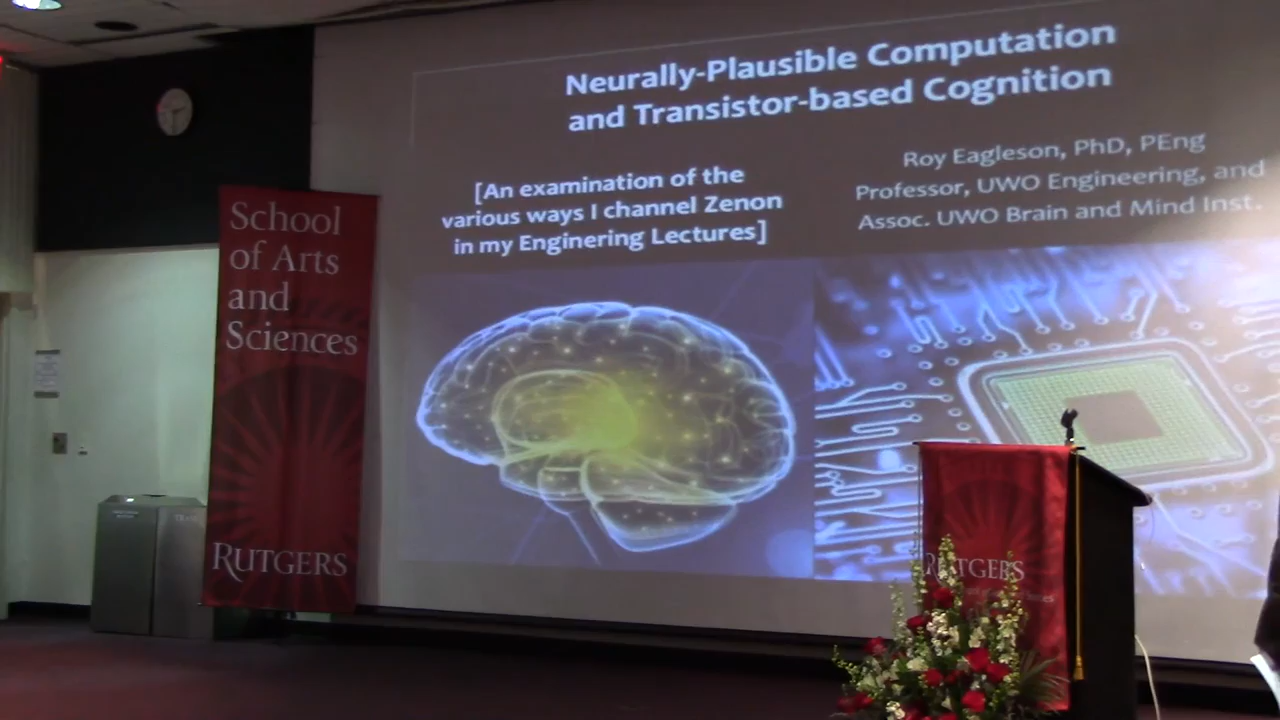 Neurally-Plausible Computation
and Transistor-based Cognition
[An examination of the
various ways I channel Zenon
in my Enginering Lectures]
Roy Eagleson, PhD, PEng
Professor, UWO Engineering, and
Assoc. UWO Brain and Mind Inst.
School
of Arts
and
Sciences
RUTGERS
RUTGERS